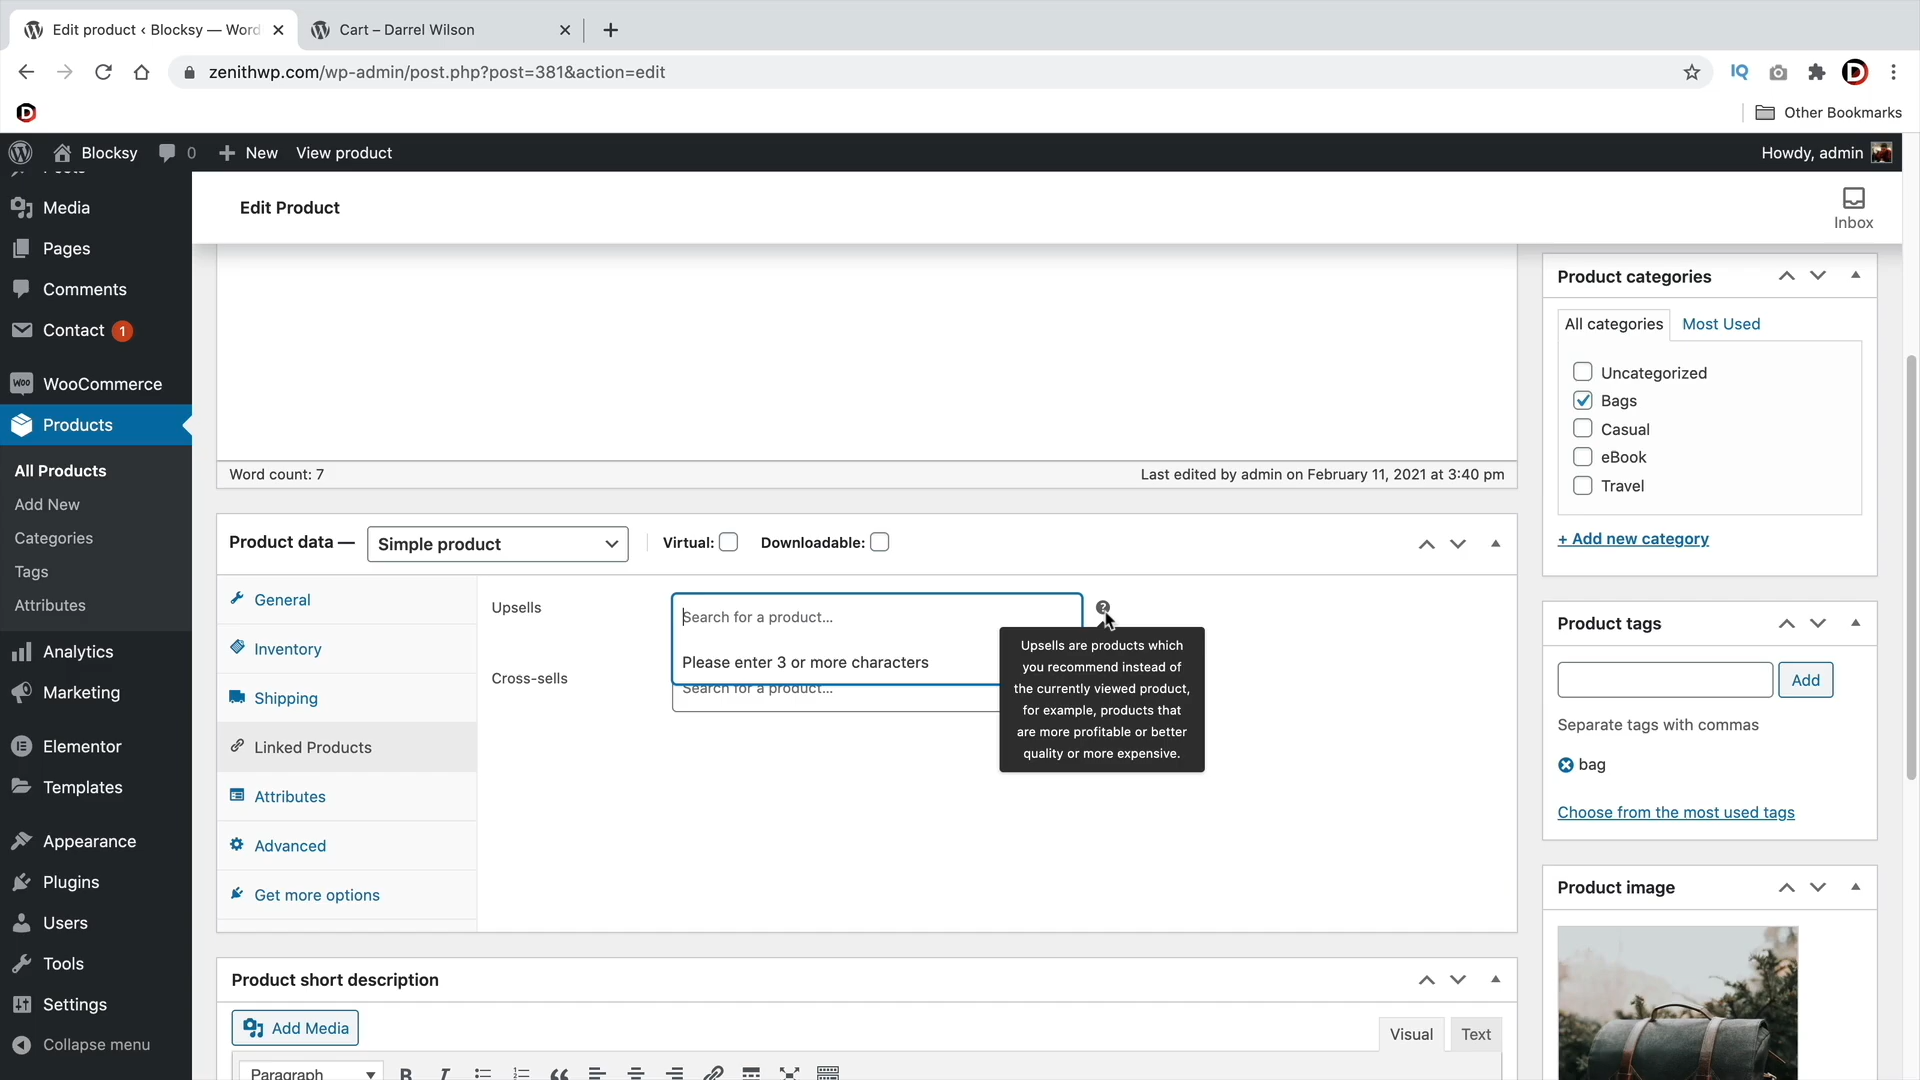 Edit product ‹ Blocksy — Word
Cart – Darrel Wilson
zenithwp.com/wp-admin/post.php?post=381&action=edit
IQ
D
D
Other Bookmarks
Blocksy
0
New
View product
Howdy, admin
Posts
Media
Pages
Comments
Contact 1
WooCommerce
Products
All Products
Add New
Categories
Tags
Attributes
Analytics
Marketing
Elementor
Templates
Appearance
Plugins
Users
Tools
Settings
Collapse menu
Edit Product
Inbox
Word count: 7
Last edited by admin on February 11, 2021 at 3:40 pm
Product data —
Simple product
Virtual:
Downloadable:
General
Inventory
Shipping
Linked Products
Attributes
Advanced
Get more options
Upsells
Search for a product...
Please enter 3 or more characters
Cross-sells
Search for a product...
Upsells are products which
you recommend instead of
the currently viewed product,
for example, products that
are more profitable or better
quality or more expensive.
Product short description
Add Media
Visual
Text
Paragraph
Product categories
All categories
Most Used
Uncategorized
Bags
Casual
eBook
Travel
+ Add new category
Product tags
Add
Separate tags with commas
bag
Choose from the most used tags
Product image